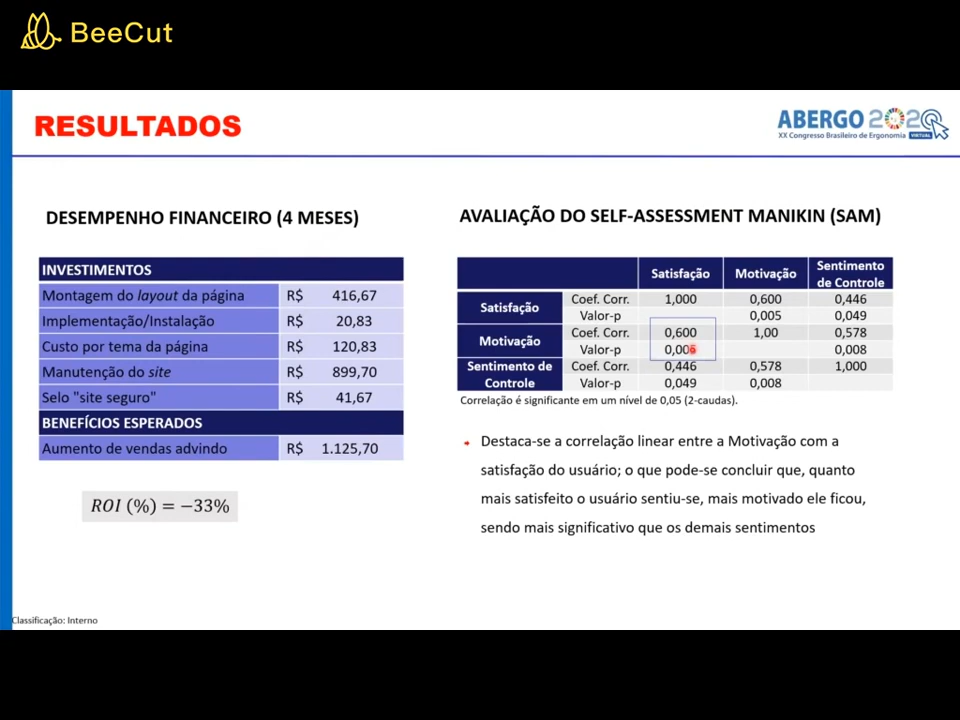 BeeCut
RESULTADOS
ABERGO 2020
XX Congresso Brasileiro de Ergonomia VIRTUAL
DESEMPENHO FINANCEIRO (4 MESES)
INVESTIMENTOS
Montagem do layout da página R$ 416,67
Implementação/Instalação R$ 20,83
Custo por tema da página R$ 120,83
Manutenção do site R$ 899,70
Selo "site seguro" R$ 41,67
BENEFÍCIOS ESPERADOS
Aumento de vendas advindo R$ 1.125,70
ROI (%) = −33%
AVALIAÇÃO DO SELF-ASSESSMENT MANIKIN (SAM)
Satisfação Motivação Sentimento de Controle
Satisfação Coef. Corr. 1,000 0,600 0,446
Valor-p 0,005 0,049
Motivação Coef. Corr. 0,600 1,00 0,578
Valor-p 0,008
Sentimento de Controle Coef. Corr. 0,446 0,578 1,000
Valor-p 0,049 0,008
Correlação é significante em um nível de 0,05 (2-caudas).
Destaca-se a correlação linear entre a Motivação com a
satisfação do usuário; o que pode-se concluir que, quanto
mais satisfeito o usuário sentiu-se, mais motivado ele ficou,
sendo mais significativo que os demais sentimentos
Classificação: Interno